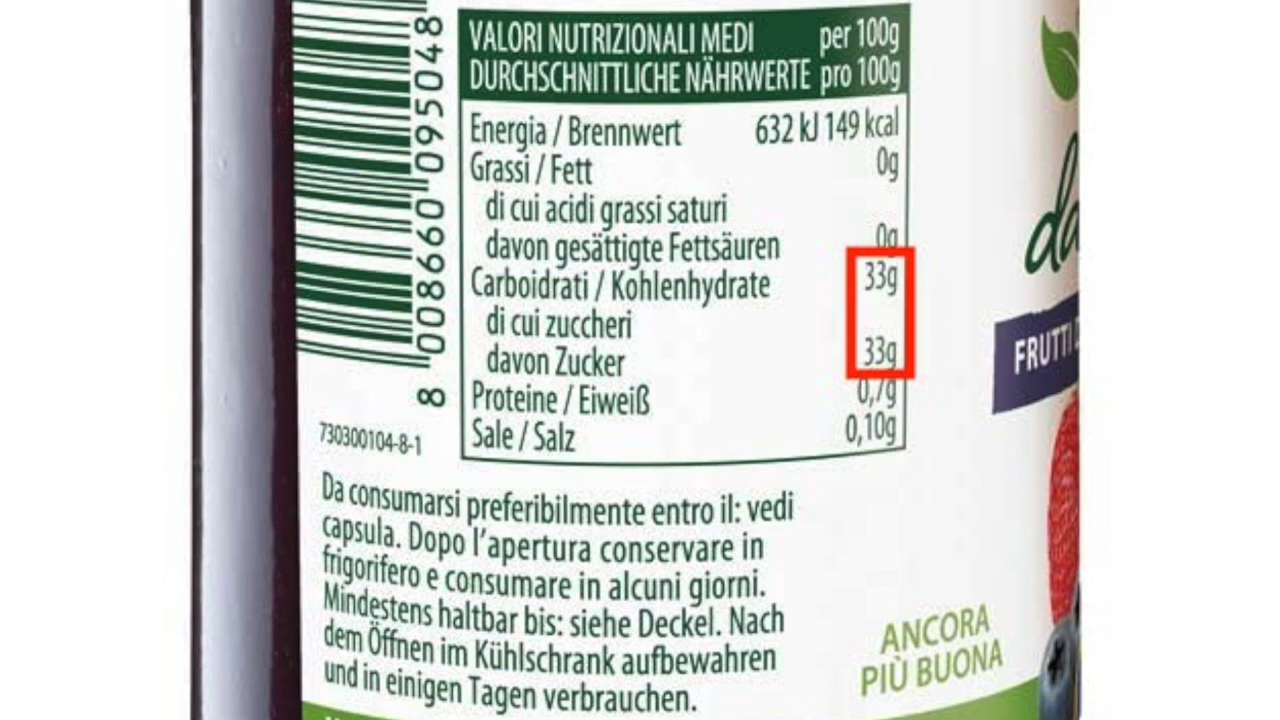 VALORI NUTRIZIONALI MEDI per 100g
DURCHSCHNITTLICHE NÄHRWERTE pro 100g
Energia / Brennwert 632 kJ 149 kcal
Grassi / Fett 0g
di cui acidi grassi saturi
davon gesättigte Fettsäuren 0g
Carboidrati / Kohlenhydrate 33g
di cui zuccheri
davon Zucker 33g
Proteine / Eiweiß 0,7g
Sale / Salz 0,10g
8 008660 095048
730300104-8-1
Da consumarsi preferibilmente entro il: vedi
capsula. Dopo l'apertura conservare in
frigorifero e consumare in alcuni giorni.
Mindestens haltbar bis: siehe Deckel. Nach
dem Öffnen im Kühlschrank aufbewahren
und in einigen Tagen verbrauchen.
da
FRUTTI
ANCORA
PIÙ BUONA